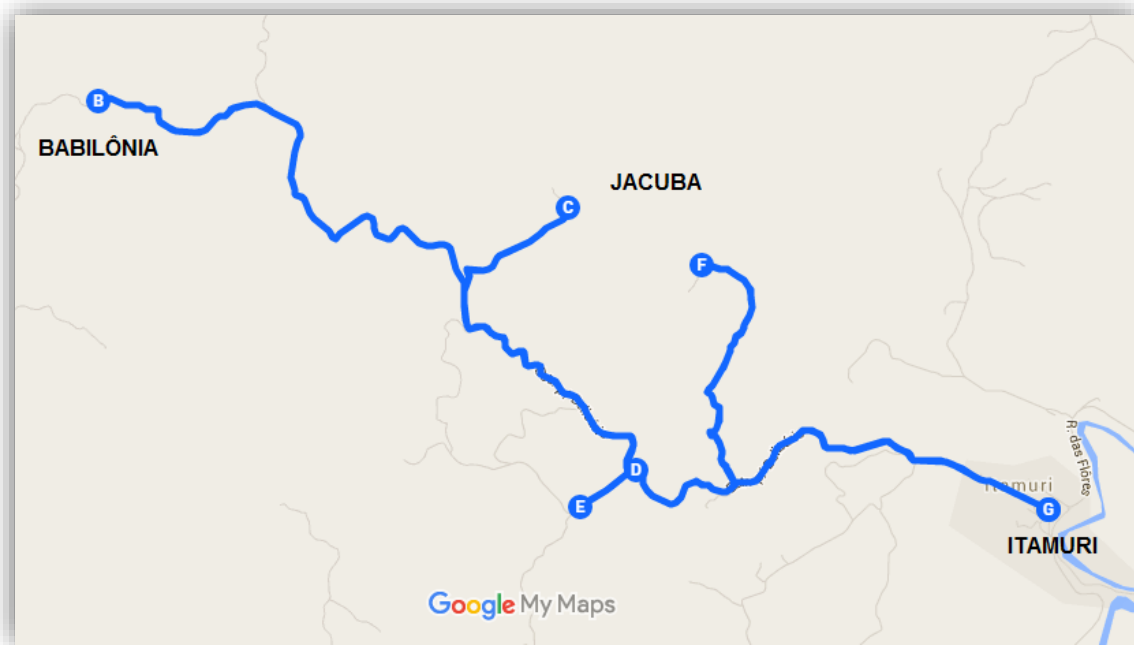 B
BABILÔNIA
JACUBA
C
F
R. das Flôres
D
Itamuri
E
G
ITAMURI
Google My Maps